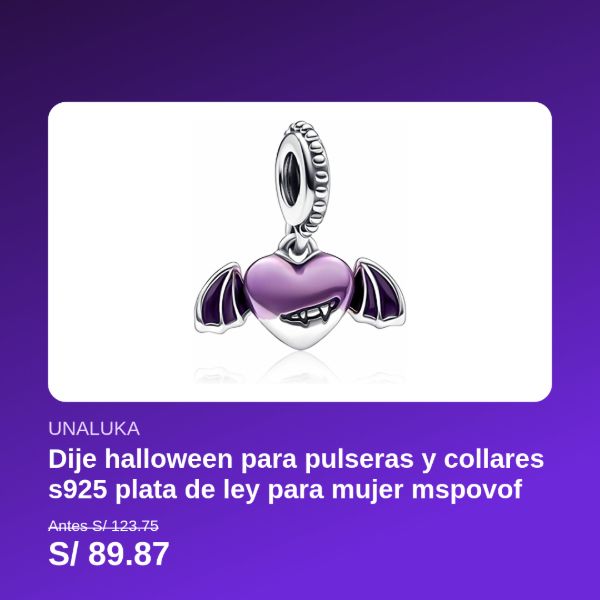 UNALUKA
Dije halloween para pulseras y collares
s925 plata de ley para mujer mspovof
Antes S/ 123.75
S/ 89.87